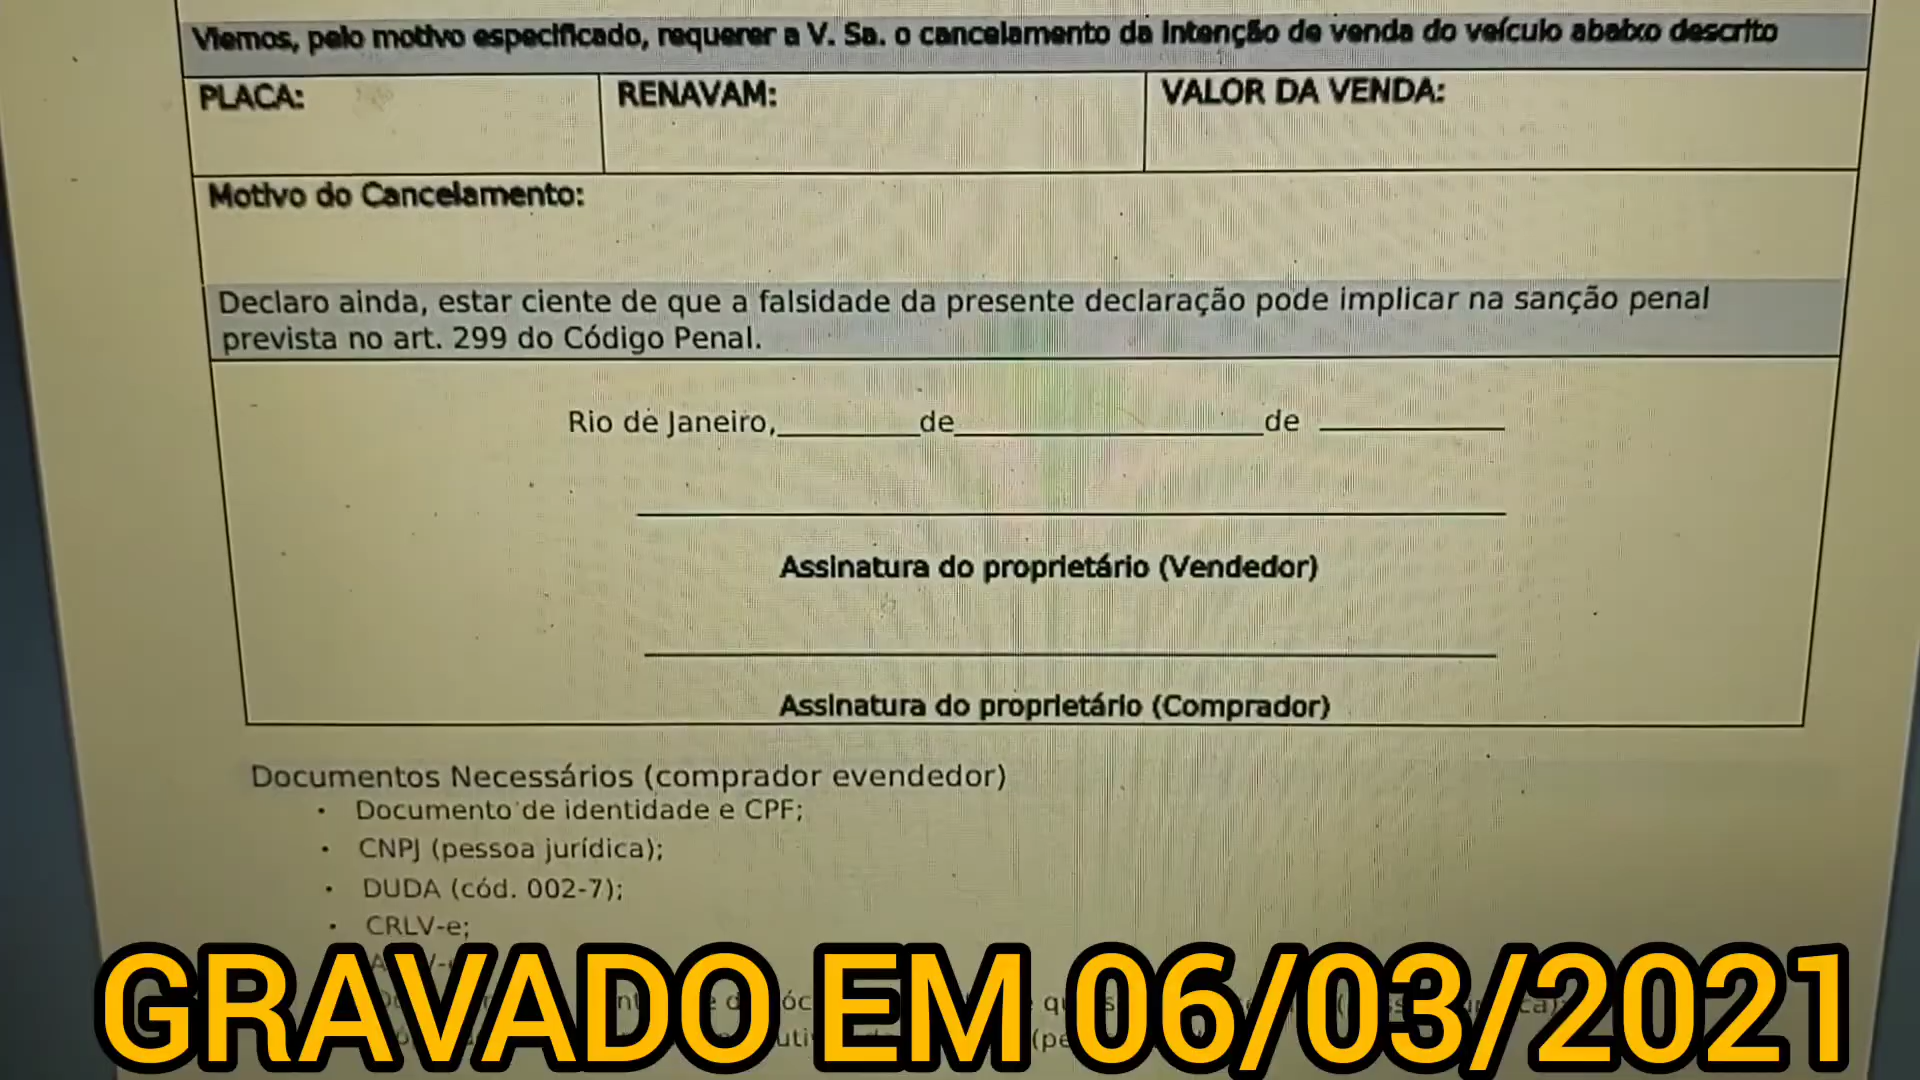 Viemos, pelo motivo especificado, requerer a V. Sa. o cancelamento da intenção de venda do veículo abaixo descrito
PLACA: RENAVAM: VALOR DA VENDA:
Motivo do Cancelamento:
Declaro ainda, estar ciente de que a falsidade da presente declaração pode implicar na sanção penal
prevista no art. 299 do Código Penal.
Rio de Janeiro,_________de____________________de ____________
Assinatura do proprietário (Vendedor)
Assinatura do proprietário (Comprador)
Documentos Necessários (comprador evendedor)
• Documento de identidade e CPF;
• CNPJ (pessoa jurídica);
• DUDA (cód. 002-7);
• CRLV-e;
GRAVADO EM 06/03/2021